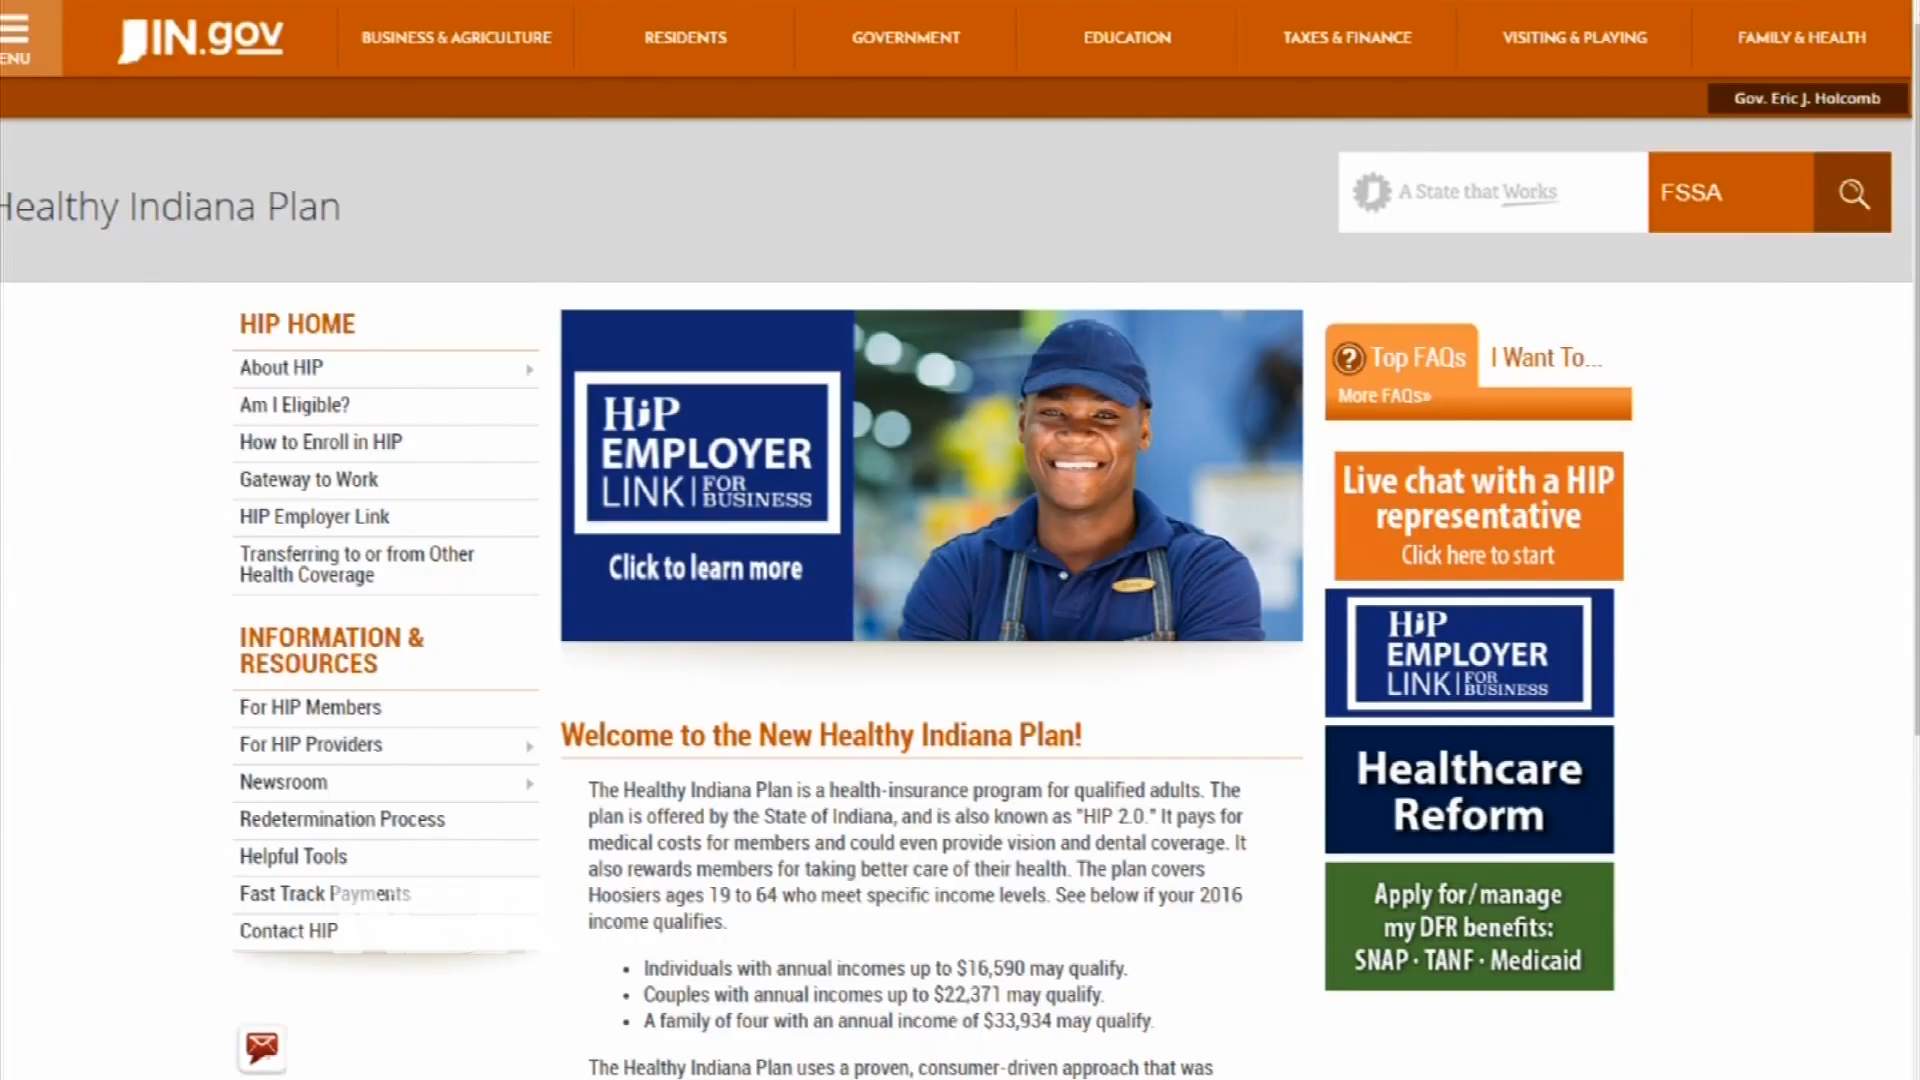 ENU
IN.gov
BUSINESS & AGRICULTURE
RESIDENTS
GOVERNMENT
EDUCATION
TAXES & FINANCE
VISITING & PLAYING
FAMILY & HEALTH
Gov. Eric J. Holcomb
Healthy Indiana Plan
A State that Works
FSSA
HIP HOME
About HIP
Am I Eligible?
How to Enroll in HIP
Gateway to Work
HIP Employer Link
Transferring to or from Other
Health Coverage
INFORMATION &
RESOURCES
For HIP Members
For HIP Providers
Newsroom
Redetermination Process
Helpful Tools
Fast Track Payments
Contact HIP
HiP
EMPLOYER
LINK | FOR BUSINESS
Click to learn more
Welcome to the New Healthy Indiana Plan!
The Healthy Indiana Plan is a health-insurance program for qualified adults. The
plan is offered by the State of Indiana, and is also known as "HIP 2.0." It pays for
medical costs for members and could even provide vision and dental coverage. It
also rewards members for taking better care of their health. The plan covers
Hoosiers ages 19 to 64 who meet specific income levels. See below if your 2016
income qualifies.
• Individuals with annual incomes up to $16,590 may qualify.
• Couples with annual incomes up to $22,371 may qualify.
• A family of four with an annual income of $33,934 may qualify.
The Healthy Indiana Plan uses a proven, consumer-driven approach that was
? Top FAQs
I Want To...
More FAQs»
Live chat with a HIP
representative
Click here to start
HiP
EMPLOYER
LINK | FOR BUSINESS
Healthcare
Reform
Apply for/manage
my DFR benefits:
SNAP · TANF · Medicaid